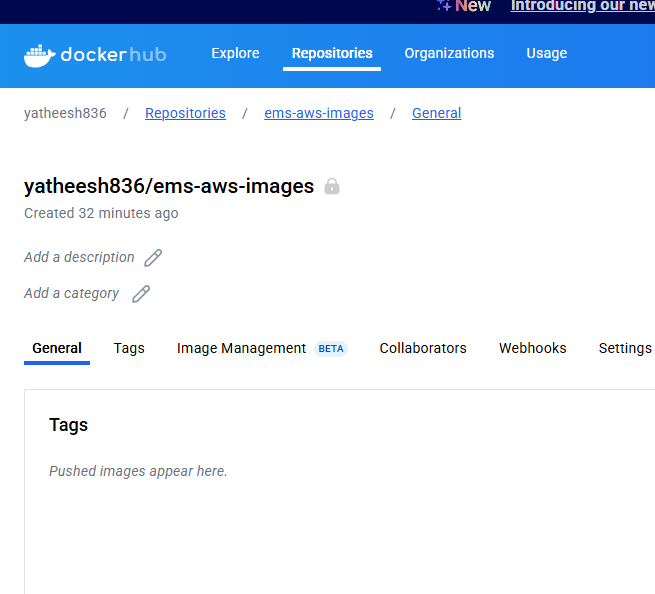 New Introducing our new
dockerhub Explore Repositories Organizations Usage
yatheesh836 / Repositories / ems-aws-images / General
yatheesh836/ems-aws-images
Created 32 minutes ago
Add a description
Add a category
General Tags Image Management BETA Collaborators Webhooks Settings
Tags
Pushed images appear here.